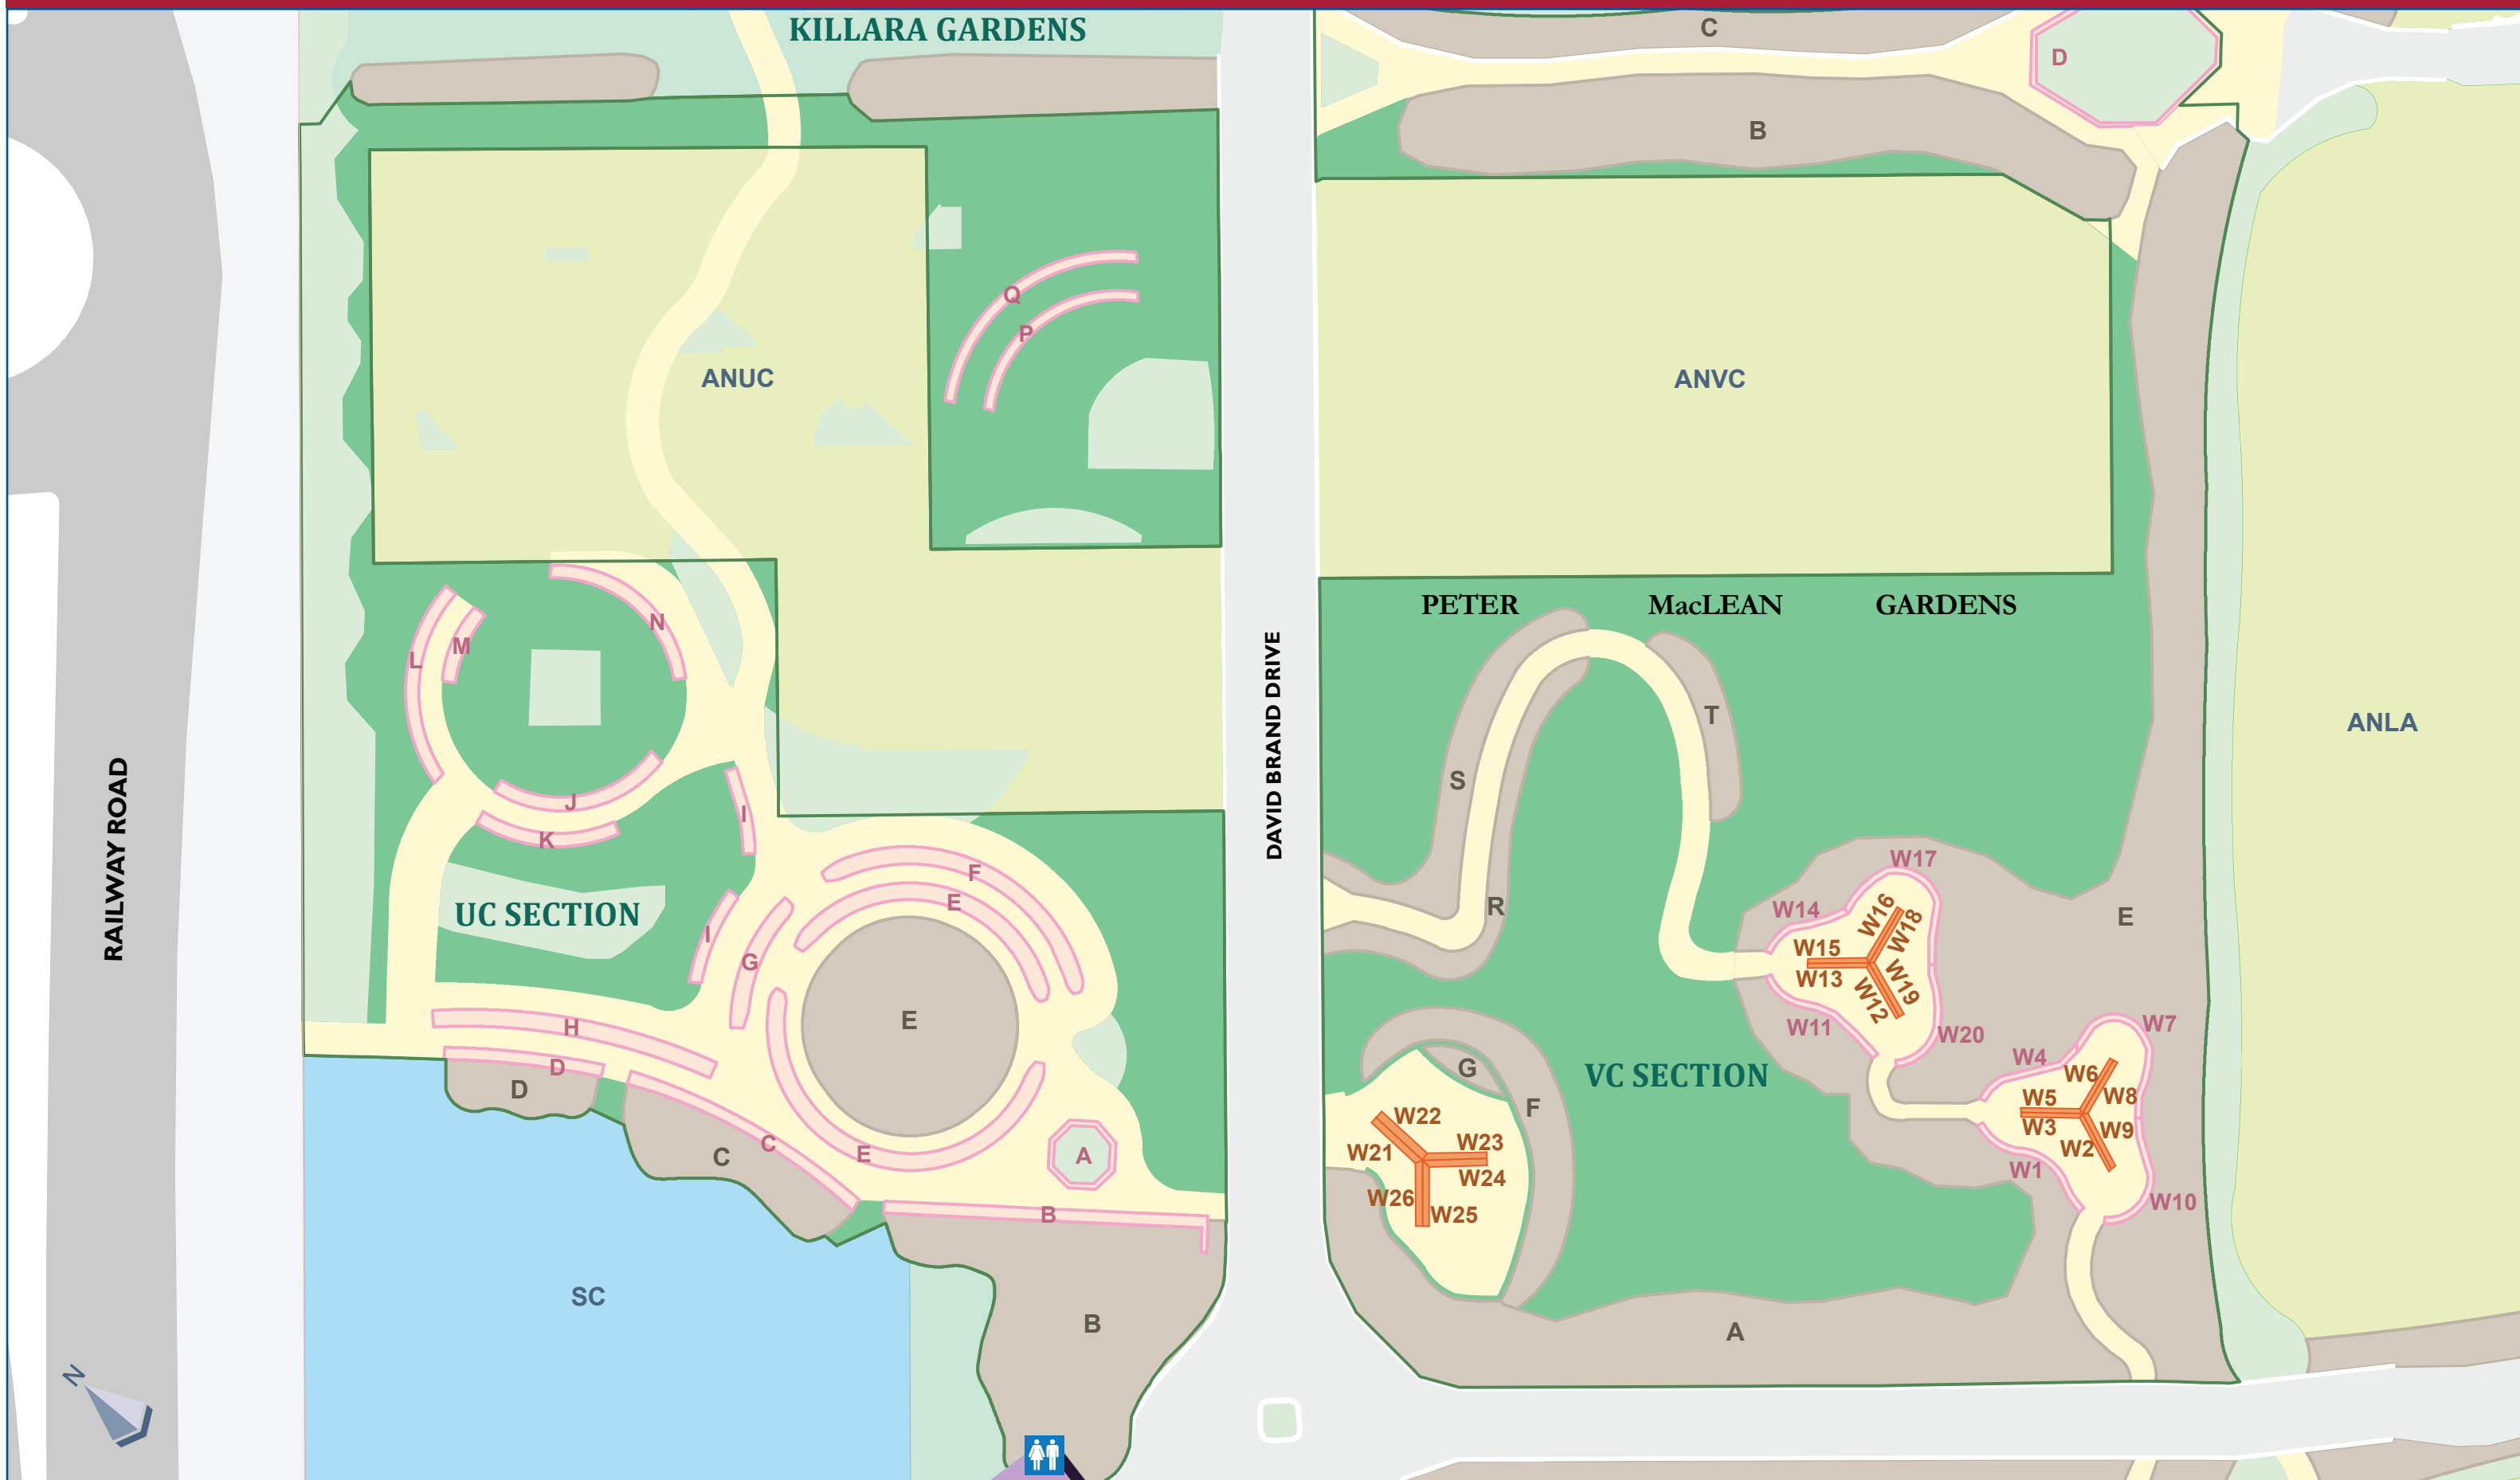 KILLARA GARDENS
C
D
B
Q
P
ANUC
ANVC
PETER MacLEAN GARDENS
N
M
L
T
ANLA
S
J
I
K
RAILWAY ROAD
DAVID BRAND DRIVE
W17
F
R
E
W14
W16
W18
UC SECTION
E
I
W15
G
W13
W19
W12
E
H
W11
W20
W7
D
D
G
VC SECTION
W4
W6
F
W5
W8
W22
W3
W9
C
C
E
A
W21
W23
W2
W24
W1
W26
W10
B
W25
SC
B
A
N